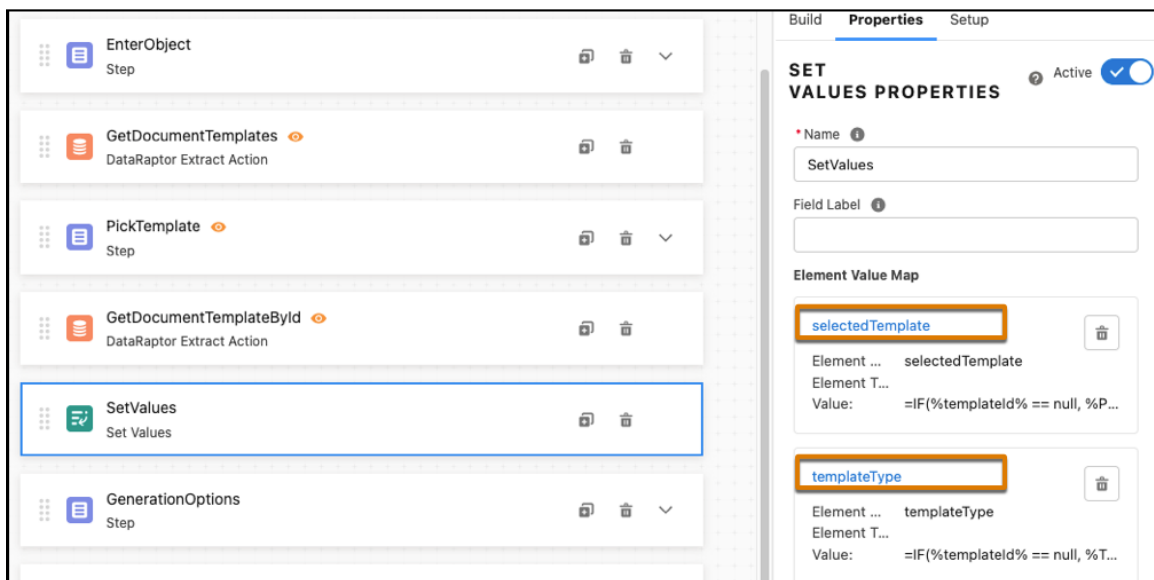 EnterObject
Step
GetDocumentTemplates
DataRaptor Extract Action
PickTemplate
Step
GetDocumentTemplateById
DataRaptor Extract Action
SetValues
Set Values
GenerationOptions
Step
Build Properties Setup
SET
VALUES PROPERTIES
Active
*Name
SetValues
Field Label
Element Value Map
selectedTemplate
Element ... selectedTemplate
Element T...
Value: =IF(%templateId% == null, %P...
templateType
Element ... templateType
Element T...
Value: =IF(%templateId% == null, %T...